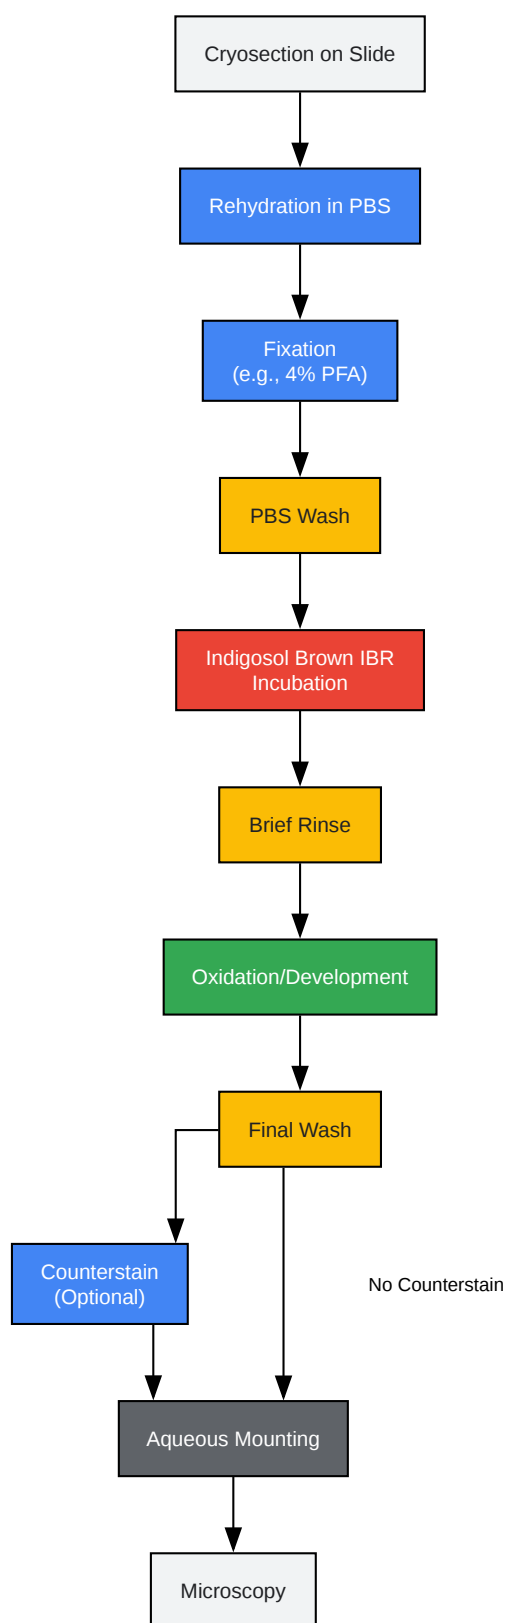 Cryosection on Slide
Rehydration in PBS
Fixation
(e.g., 4% PFA)
PBS Wash
Indigosol Brown IBR
Incubation
Brief Rinse
Oxidation/Development
Final Wash
Counterstain
(Optional)
No Counterstain
Aqueous Mounting
Microscopy